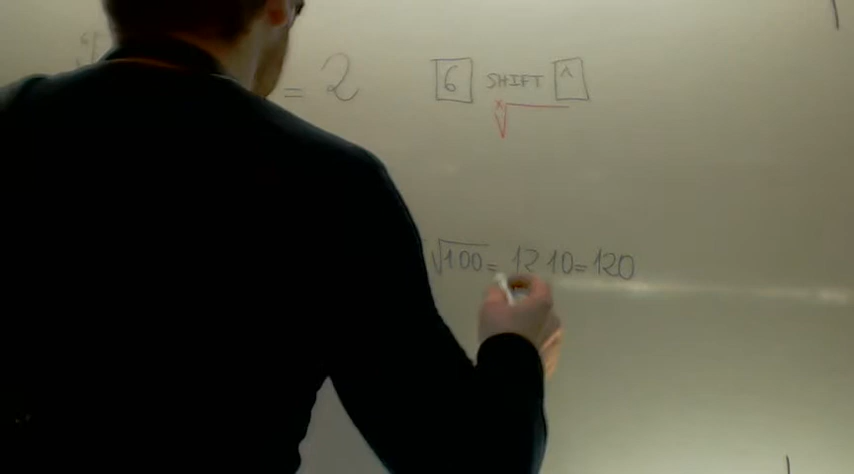 = 2 [6] SHIFT [^]
x√
√100 = 12 10 = 120